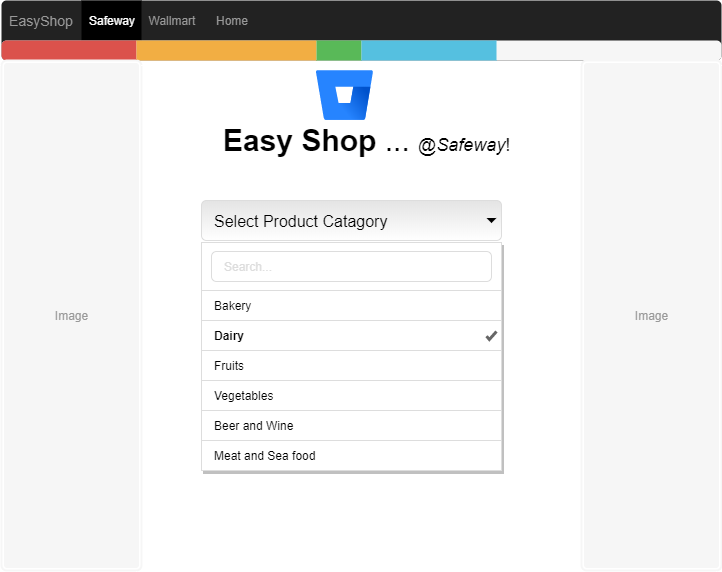 EasyShop Safeway Wallmart Home
Easy Shop ... @Safeway!
Select Product Catagory
Search...
Bakery
Dairy
Image
Image
Fruits
Vegetables
Beer and Wine
Meat and Sea food